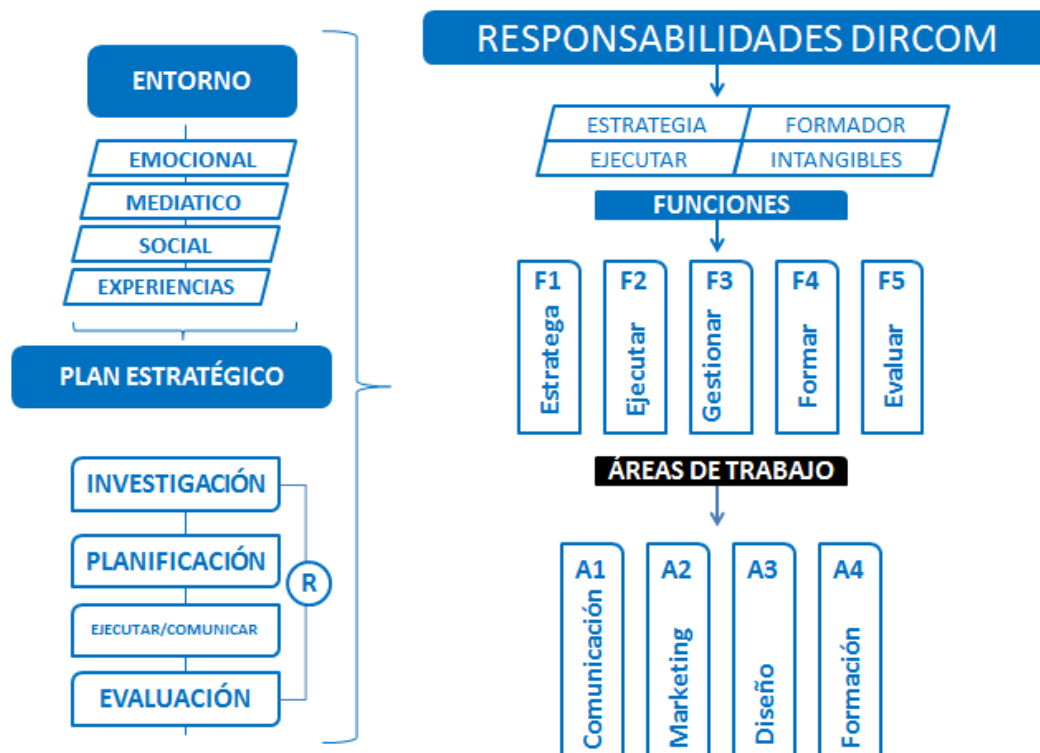 ENTORNO
EMOCIONAL
MEDIATICO
SOCIAL
EXPERIENCIAS
PLAN ESTRATÉGICO
INVESTIGACIÓN
PLANIFICACIÓN
R
EJECUTAR/COMUNICAR
EVALUACIÓN
RESPONSABILIDADES DIRCOM
ESTRATEGIA
FORMADOR
EJECUTAR
INTANGIBLES
FUNCIONES
F1
Estratega
F2
Ejecutar
F3
Gestionar
F4
Formar
F5
Evaluar
ÁREAS DE TRABAJO
A1
Comunicación
A2
Marketing
A3
Diseño
A4
Formación